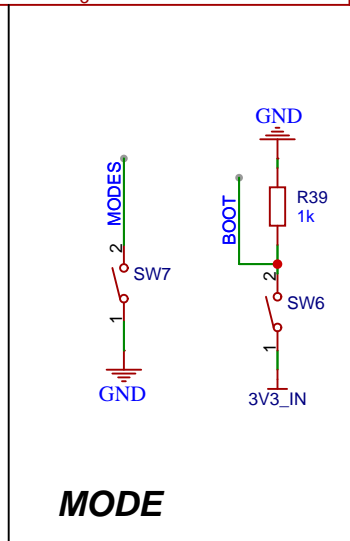 GND
MODES
BOOT
R39
1k
2
SW7
1
2
SW6
1
GND
3V3_IN
MODE